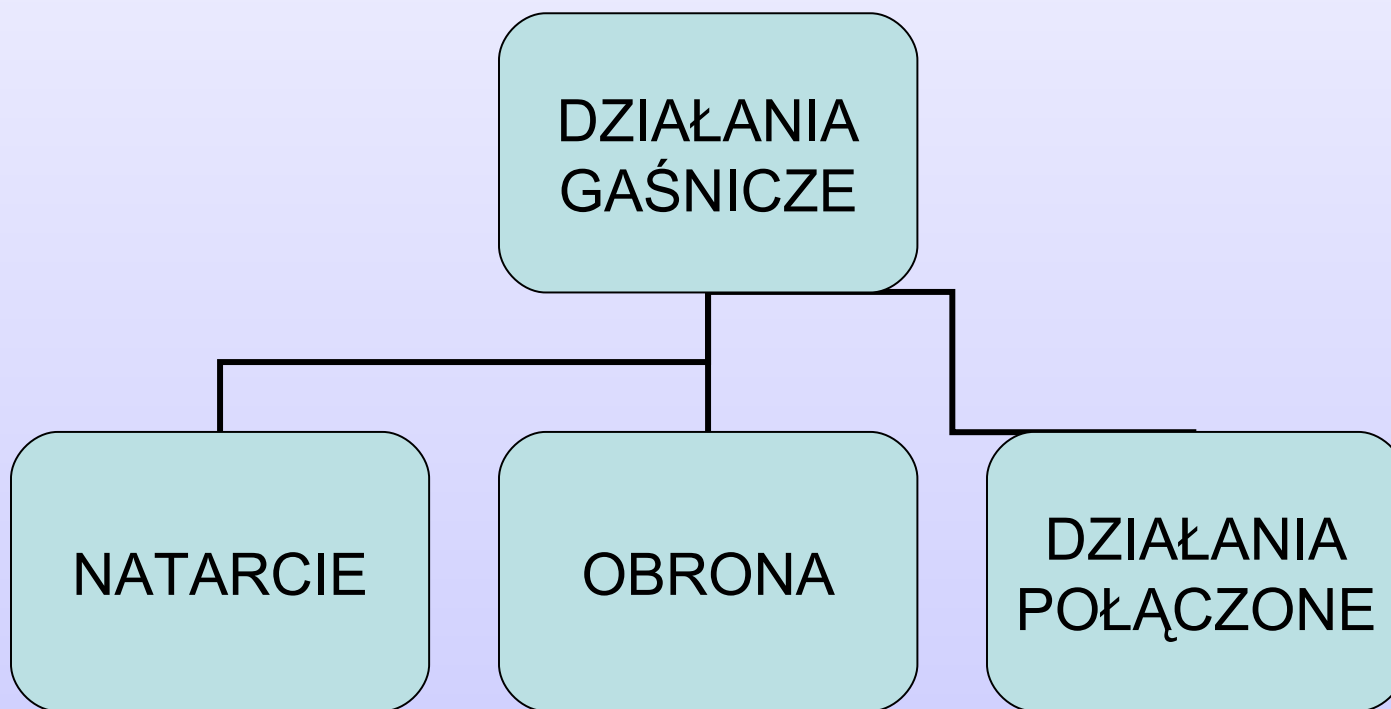 DZIAŁANIA
GAŚNICZE
NATARCIE
OBRONA
DZIAŁANIA
POŁĄCZONE